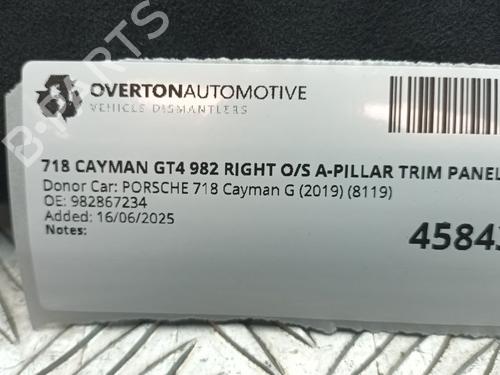 OVERTONAUTOMOTIVE
VEHICLE DISMANTLERS
718 CAYMAN GT4 982 RIGHT O/S A-PILLAR TRIM PANEL
Donor Car: PORSCHE 718 Cayman G (2019) (8119)
OE: 982867234
Added: 16/06/2025
Notes:
4584
B-PARTS